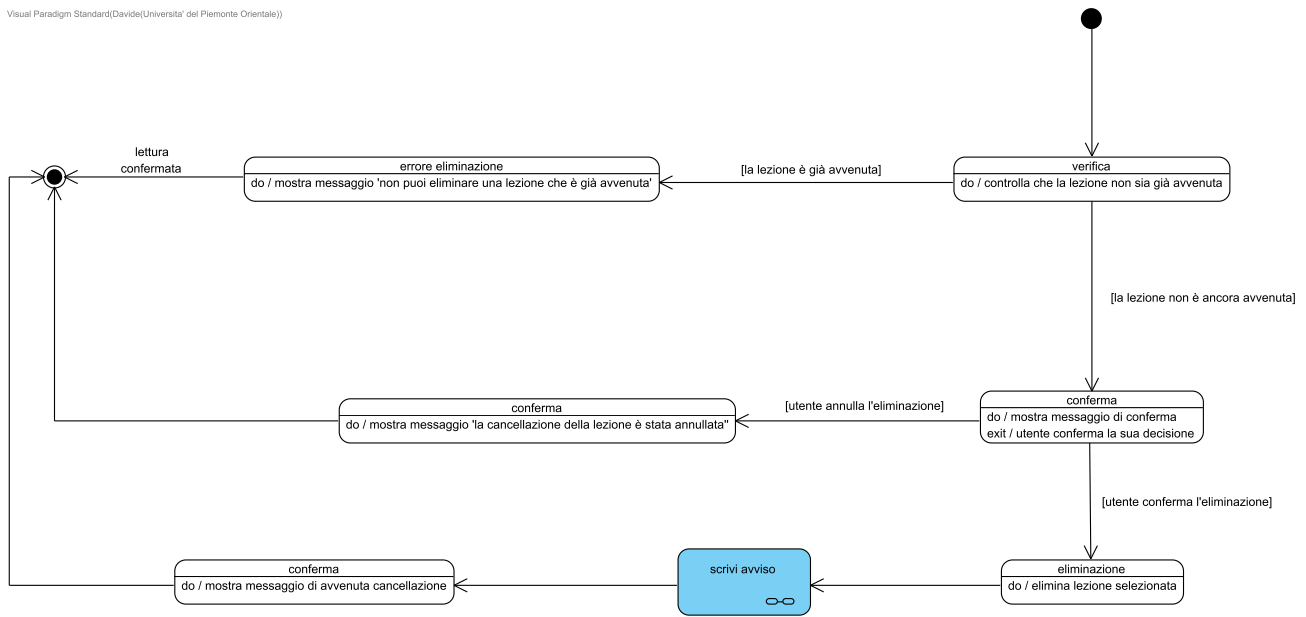 Visual Paradigm Standard(Davide(Universita' del Piemonte Orientale))
lettura
confermata
errore eliminazione
do / mostra messaggio 'non puoi eliminare una lezione che è già avvenuta'
[la lezione è già avvenuta]
verifica
do / controlla che la lezione non sia già avvenuta
[la lezione non è ancora avvenuta]
conferma
do / mostra messaggio 'la cancellazione della lezione è stata annullata"
[utente annulla l'eliminazione]
conferma
do / mostra messaggio di conferma
exit / utente conferma la sua decisione
[utente conferma l'eliminazione]
conferma
do / mostra messaggio di avvenuta cancellazione
scrivi avviso
eliminazione
do / elimina lezione selezionata